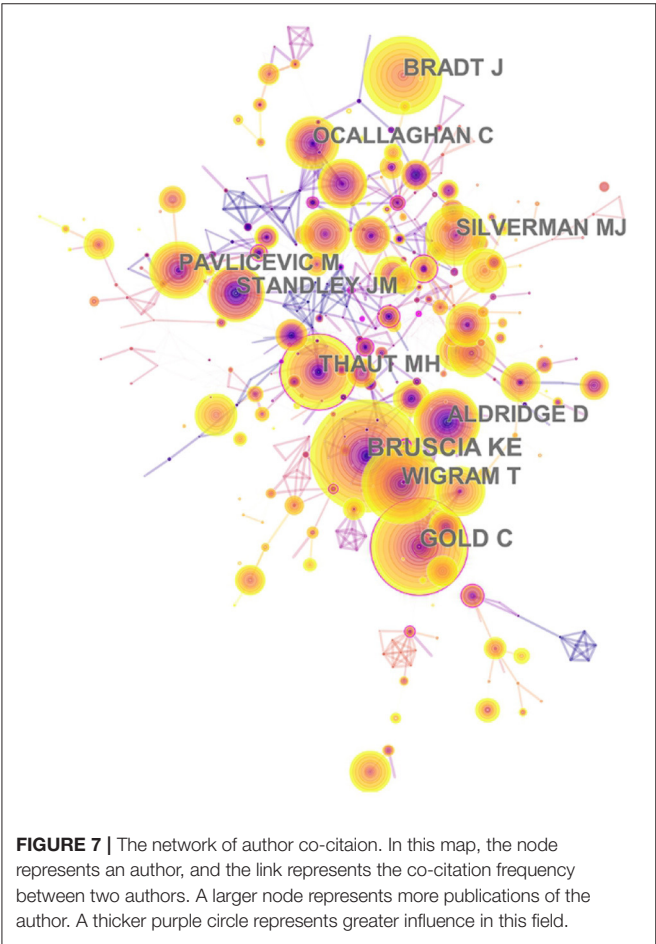 BRADT J
OCALLAGHAN C
SILVERMAN MJ
PAVLICEVIC M
STANDLEY JM
THAUT MH
ALDRIDGE D
BRUSCIA KE
WIGRAM T
GOLD C
FIGURE 7 | The network of author co-citaion. In this map, the node
represents an author, and the link represents the co-citation frequency
between two authors. A larger node represents more publications of the
author. A thicker purple circle represents greater influence in this field.